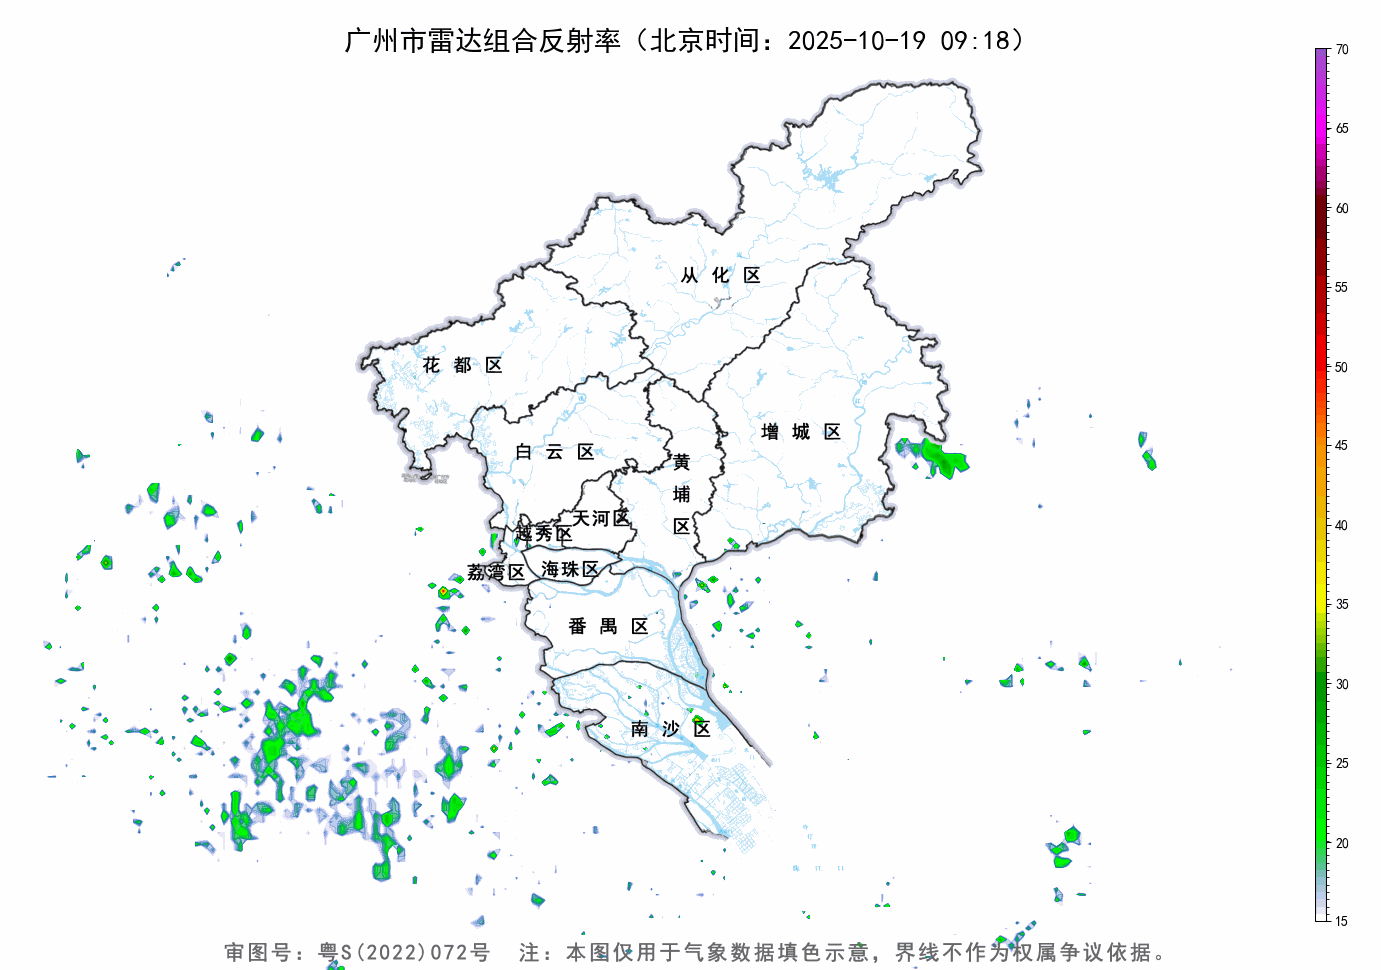 广州市雷达组合反射率（北京时间：2025-10-19 09:18）
70
65
60
55
50
45
40
35
30
25
20
15
从化区
花都区
增城区
白云区
黄埔区
天河区
越秀区
荔湾区
海珠区
番禺区
南沙区
审图号：粤S(2022)072号 注：本图仅用于气象数据填色示意，界线不作为权属争议依据。